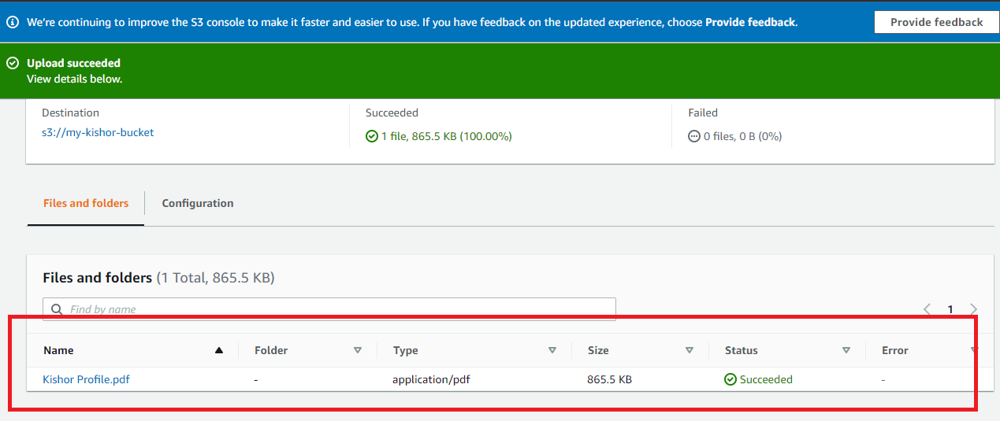 We're continuing to improve the S3 console to make it faster and easier to use. If you have feedback on the updated experience, choose Provide feedback.
Provide feedback
Upload succeeded
View details below.
Destination
Succeeded
Failed
s3://my-kishor-bucket
1 file, 865.5 KB (100.00%)
0 files, 0 B (0%)
Files and folders
Configuration
Files and folders (1 Total, 865.5 KB)
Find by name
1
Name Folder Type Size Status Error
Kishor Profile.pdf - application/pdf 865.5 KB Succeeded -